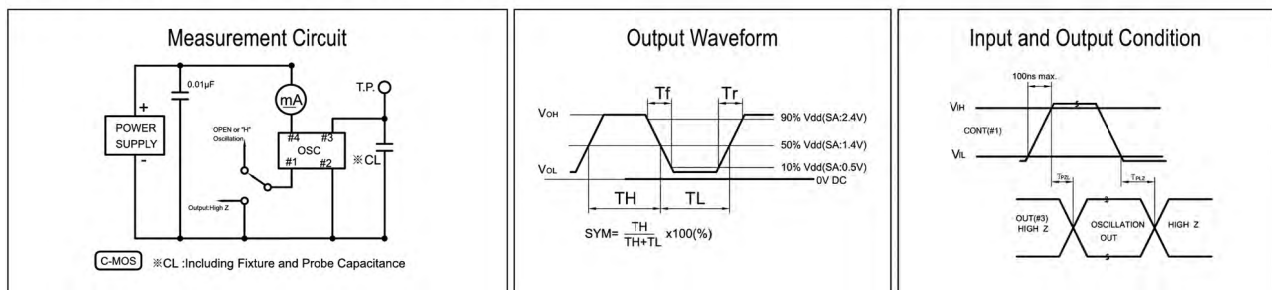 Measurement Circuit
0.01μF
T.P.
mA
+
POWER
SUPPLY
-
OPEN or "H"
Oscillation
#4 #3
OSC
#1 #2
※CL
Output:High Z
C-MOS ※CL :Including Fixture and Probe Capacitance
Output Waveform
Tf Tr
VOH
90% Vdd(SA:2.4V)
50% Vdd(SA:1.4V)
VOL
10% Vdd(SA:0.5V)
0V DC
TH TL
SYM= TH
TH+TL x100(%)
Input and Output Condition
100ns max.
VIH
CONT(#1)
VIL
TPZL TPLZ
OUT(#3)
HIGH Z
OSCILLATION
OUT
HIGH Z